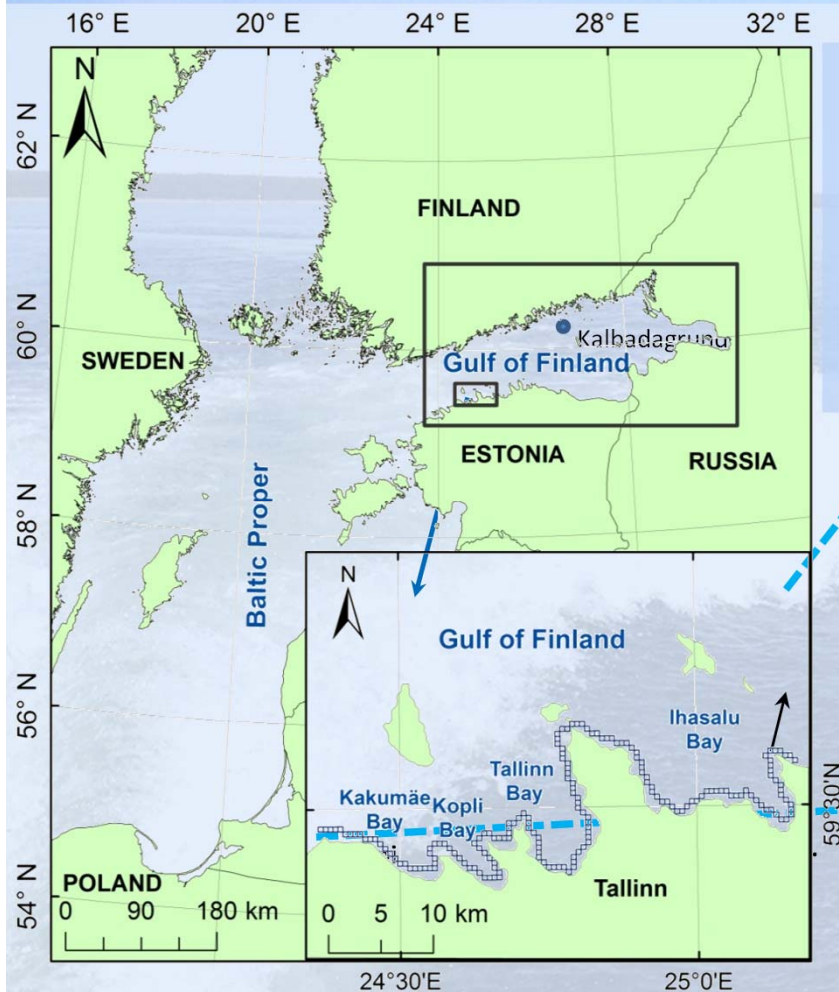 16° E 20° E 24° E 28° E 32° E
N
62° N
FINLAND
60° N
Kalbadagrund
SWEDEN
Gulf of Finland
ESTONIA
RUSSIA
58° N
Baltic Proper
N
Gulf of Finland
56° N
Ihasalu
Bay
Tallinn
Bay
Kakumäe
Bay
Kopli
Bay
59°30'N
POLAND
Tallinn
54° N
0 90 180 km
0 5 10 km
24°30'E 25°0'E